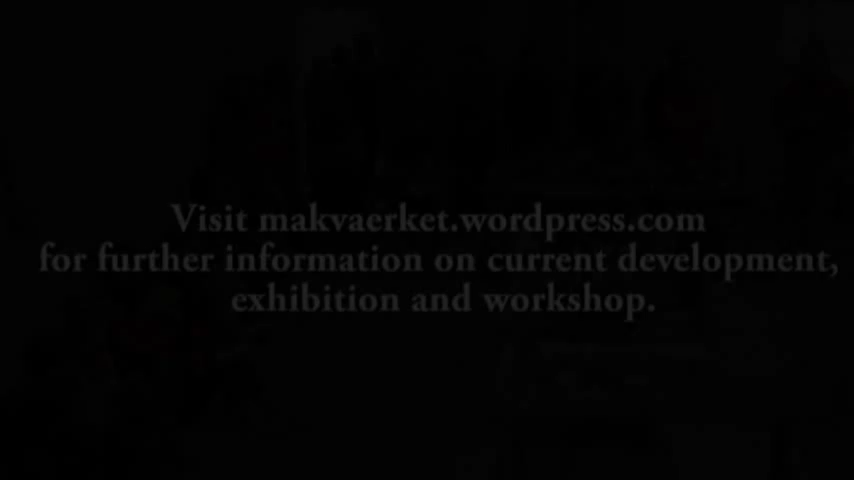 Visit makvaerket.wordpress.com
for further information on current development,
exhibition and workshop.